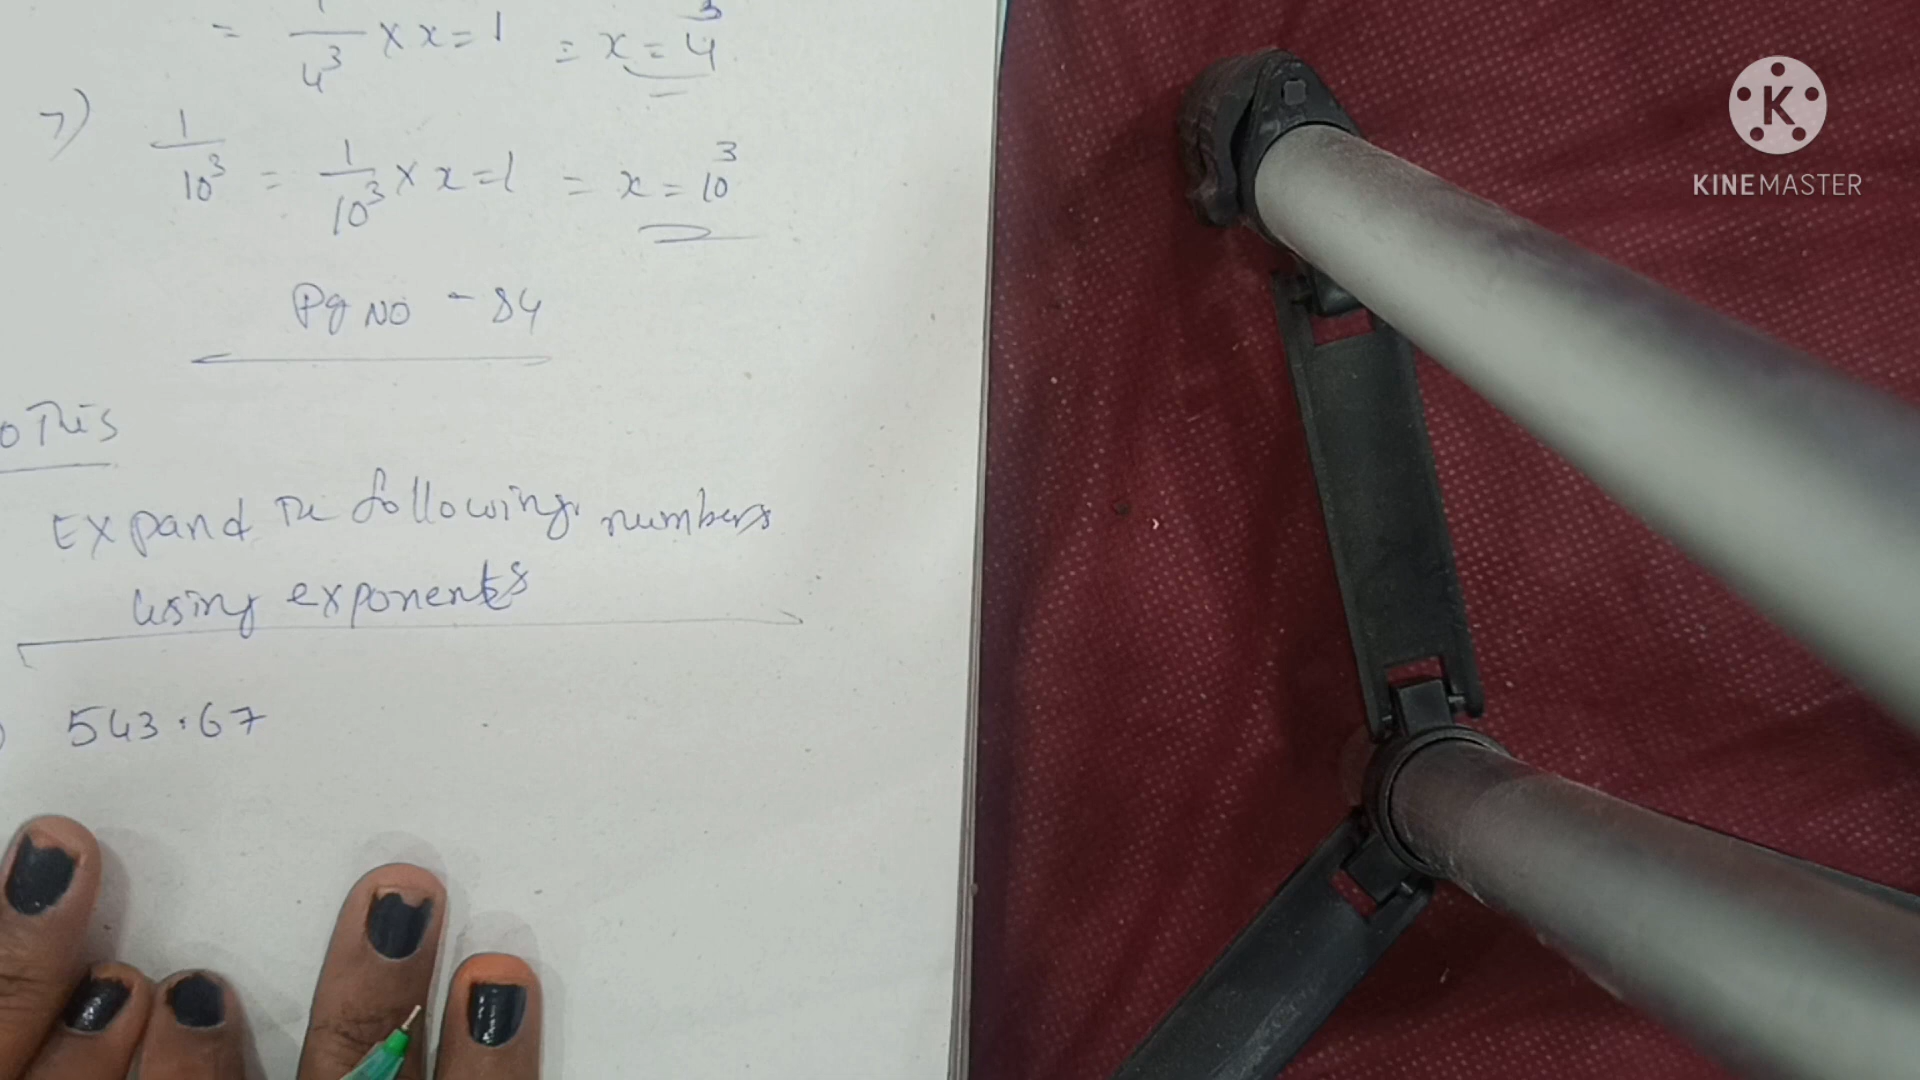 = 1/4³ × x = 1 = x = 4³
7) 1/10³ = 1/10³ × x = 1 = x = 10³
Pg NO - 84
o This
Expand The following numbers
using exponents
) 543.67
KINEMASTER